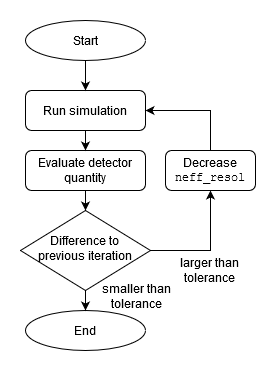 Start
Run simulation
Evaluate detector
quantity
Decrease
neff_resol
Difference to
previous iteration
larger than
tolerance
smaller than
tolerance
End